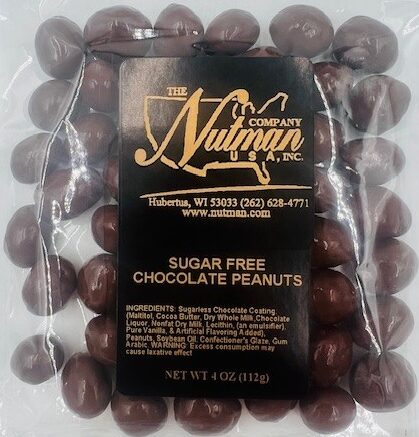 THE
Nutman
COMPANY
USA, INC.
Hubertus, WI 53033 (262) 628-4771
www.nutman.com
SUGAR FREE
CHOCOLATE PEANUTS
INGREDIENTS: Sugarless Chocolate Coating,
(Maltitol, Cocoa Butter, Dry Whole Milk, Chocolate
Liquor, Nonfat Dry Milk, Lecithin, (an emulsifier),
Pure Vanilla, & Artificial Flavoring Added),
Peanuts, Soybean Oil, Confectioner's Glaze, Gum
Arabic. WARNING: Excess consumption may
cause laxative effect
NET WT 4 OZ (112g)